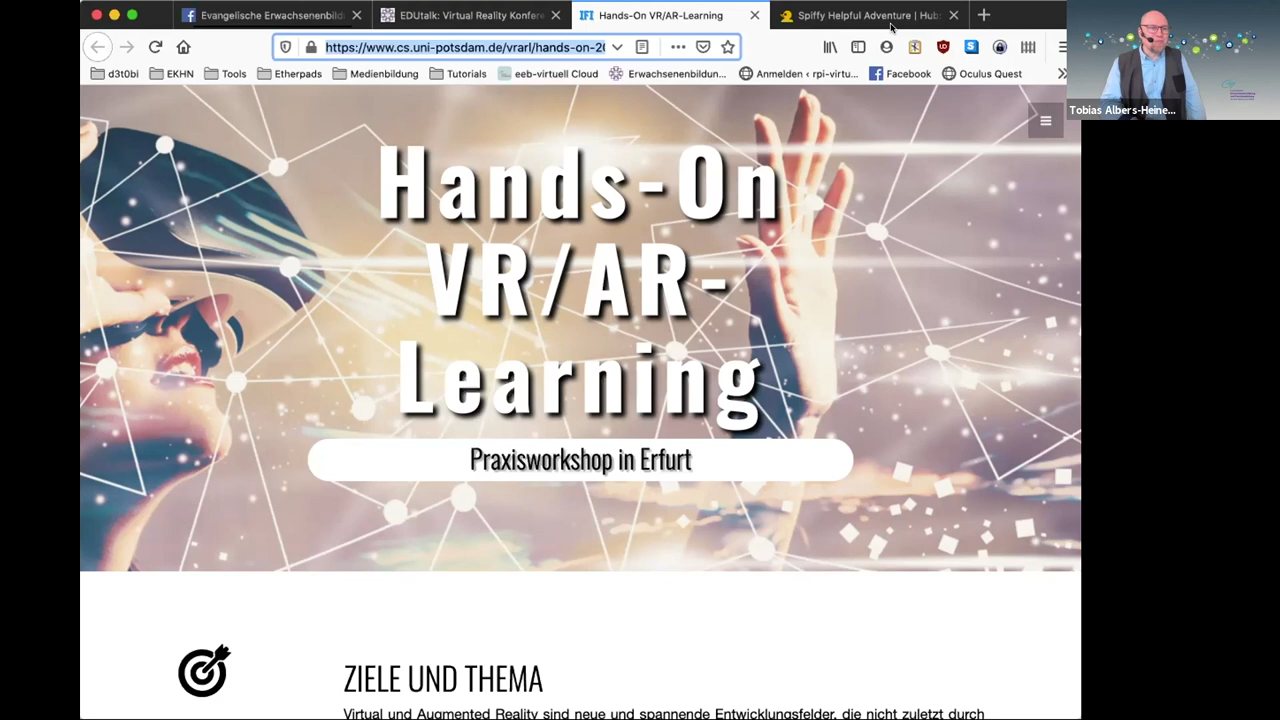 Evangelische Erwachsenenbild
EDUtalk: Virtual Reality Konfere
IFI Hands-On VR/AR-Learning
Spiffy Helpful Adventure | Hub
https://www.cs.uni-potsdam.de/vrarl/hands-on-20
d3t0bi
EKHN
Tools
Etherpads
Medienbildung
Tutorials
eeb-virtuell Cloud
Erwachsenenbildun...
Anmelden ‹ rpi-virtu...
Facebook
Oculus Quest
Tobias Albers-Heine...
Hands-On
VR/AR-
Learning
Praxisworkshop in Erfurt
ZIELE UND THEMA
Virtual und Augmented Reality sind neue und spannende Entwicklungsfelder, die nicht zuletzt durch